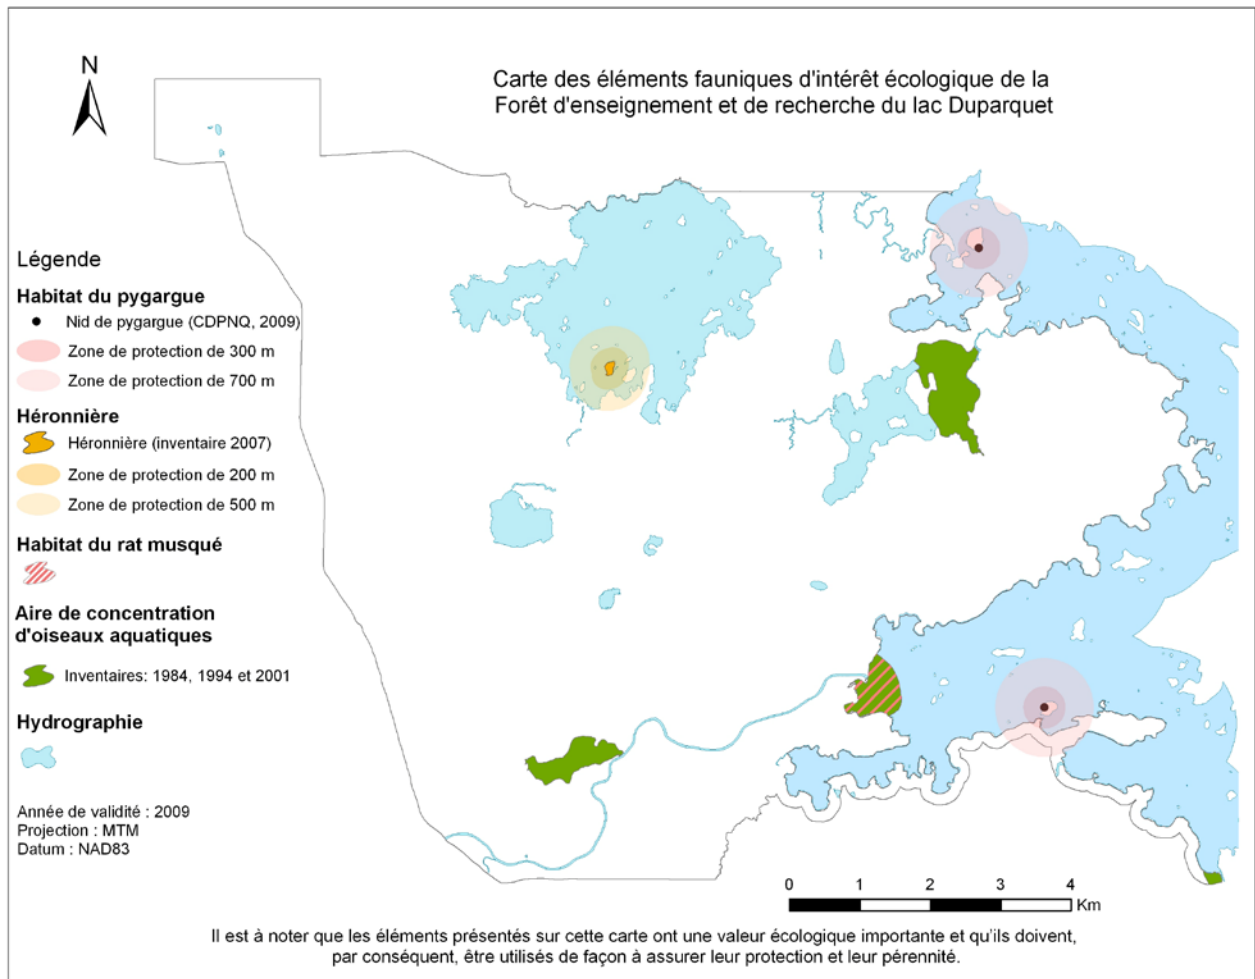 N
Carte des éléments fauniques d'intérêt écologique de la
Forêt d'enseignement et de recherche du lac Duparquet
Légende
Habitat du pygargue
Nid de pygargue (CDPNQ, 2009)
Zone de protection de 300 m
Zone de protection de 700 m
Héronnière
Héronnière (inventaire 2007)
Zone de protection de 200 m
Zone de protection de 500 m
Habitat du rat musqué
Aire de concentration
d'oiseaux aquatiques
Inventaires: 1984, 1994 et 2001
Hydrographie
Année de validité : 2009
Projection : MTM
Datum : NAD83
0 1 2 3 4
Km
Il est à noter que les éléments présentés sur cette carte ont une valeur écologique importante et qu'ils doivent,
par conséquent, être utilisés de façon à assurer leur protection et leur pérennité.